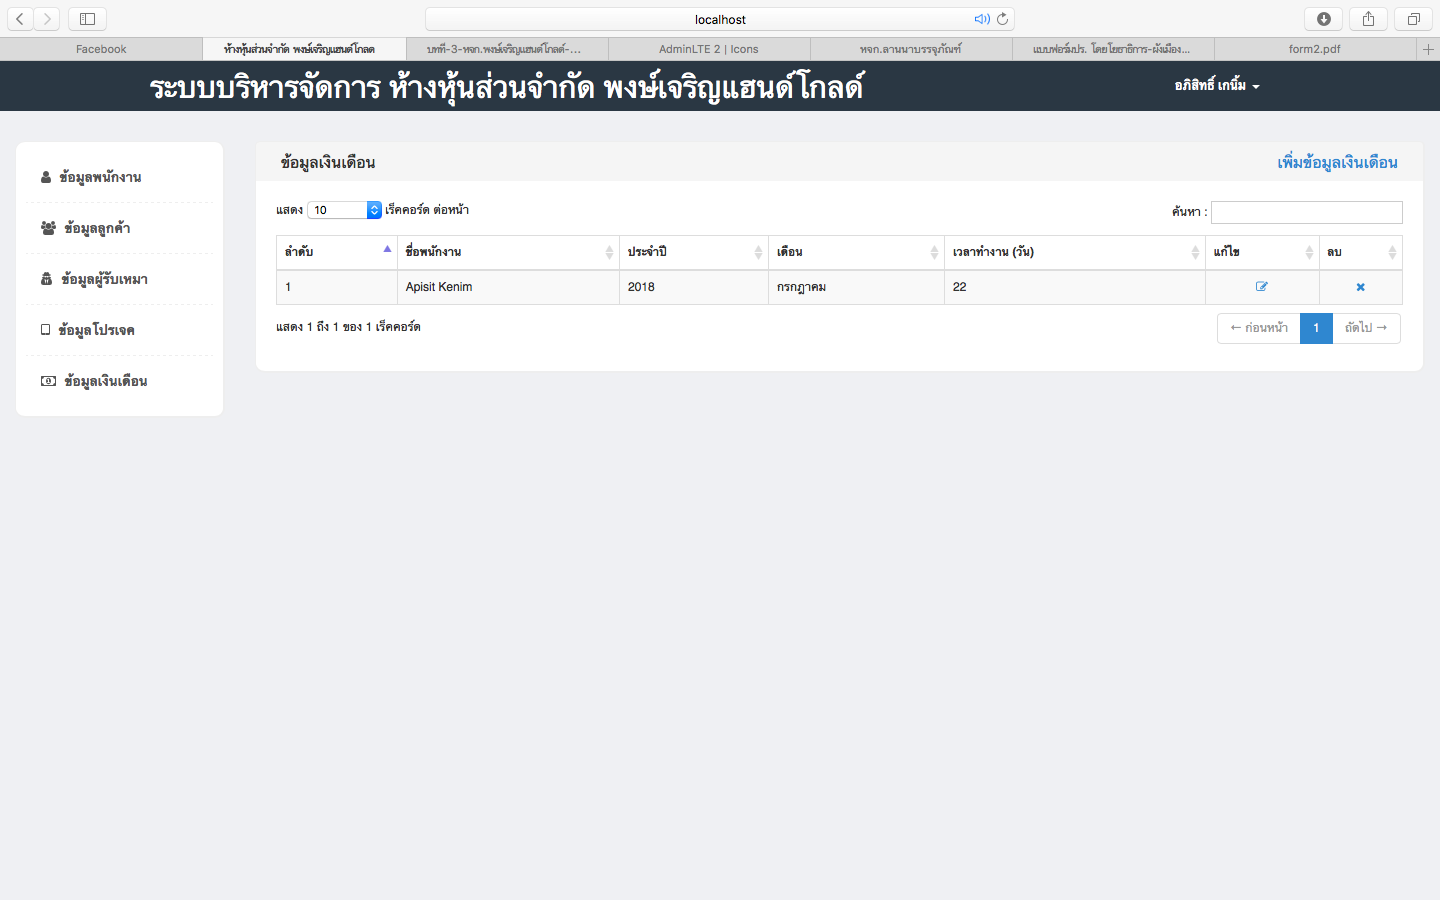 localhost
Facebook
ห้างหุ้นส่วนจำกัด พงษ์เจริญแฮนด์โกลด
บทที่-3-หจก.พงษ์เจริญแฮนด์โกลด์-...
AdminLTE 2 | Icons
หจก.ลานนาบรรจุภัณฑ์
แบบฟอร์มปร. โดยโยธาธิการ-ผังเมือง...
form2.pdf
ระบบบริหารจัดการ ห้างหุ้นส่วนจำกัด พงษ์เจริญแฮนด์โกลด์
อภิสิทธิ์ เกนิ้ม
ข้อมูลพนักงาน
ข้อมูลลูกค้า
ข้อมูลผู้รับเหมา
ข้อมูลโปรเจค
ข้อมูลเงินเดือน
ข้อมูลเงินเดือน
เพิ่มข้อมูลเงินเดือน
แสดง 10 เร็คคอร์ด ต่อหน้า
ค้นหา :
ลำดับ ชื่อพนักงาน ประจำปี เดือน เวลาทำงาน (วัน) แก้ไข ลบ
1 Apisit Kenim 2018 กรกฎาคม 22
แสดง 1 ถึง 1 ของ 1 เร็คคอร์ด
← ก่อนหน้า 1 ถัดไป →